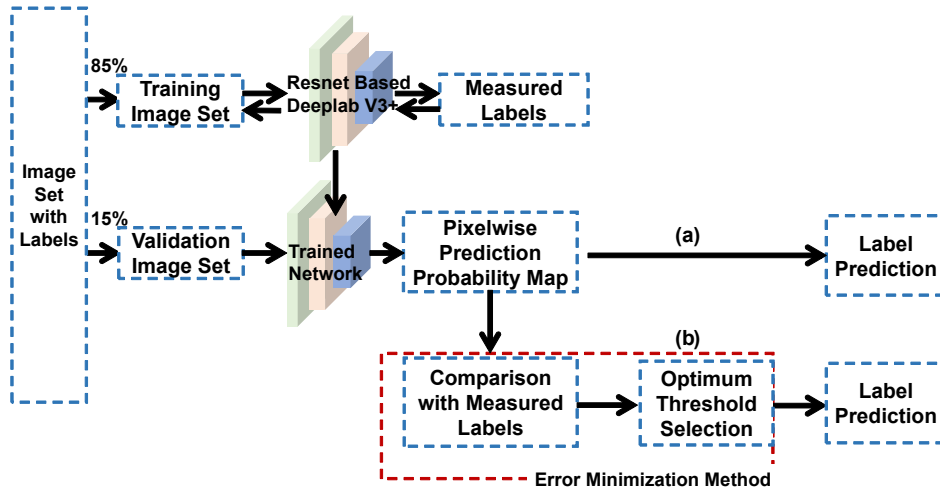 Image
Set
with
Labels
85%
Training
Image Set
Resnet Based
Deeplab V3+
Measured
Labels
15%
Validation
Image Set
Trained
Network
Pixelwise
Prediction
Probability Map
(a)
Label
Prediction
(b)
Comparison
with Measured
Labels
Optimum
Threshold
Selection
Label
Prediction
Error Minimization Method